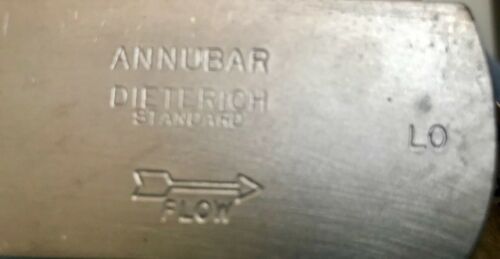 ANNUBAR
DIETERICH
STANDARD
LO
FLOW